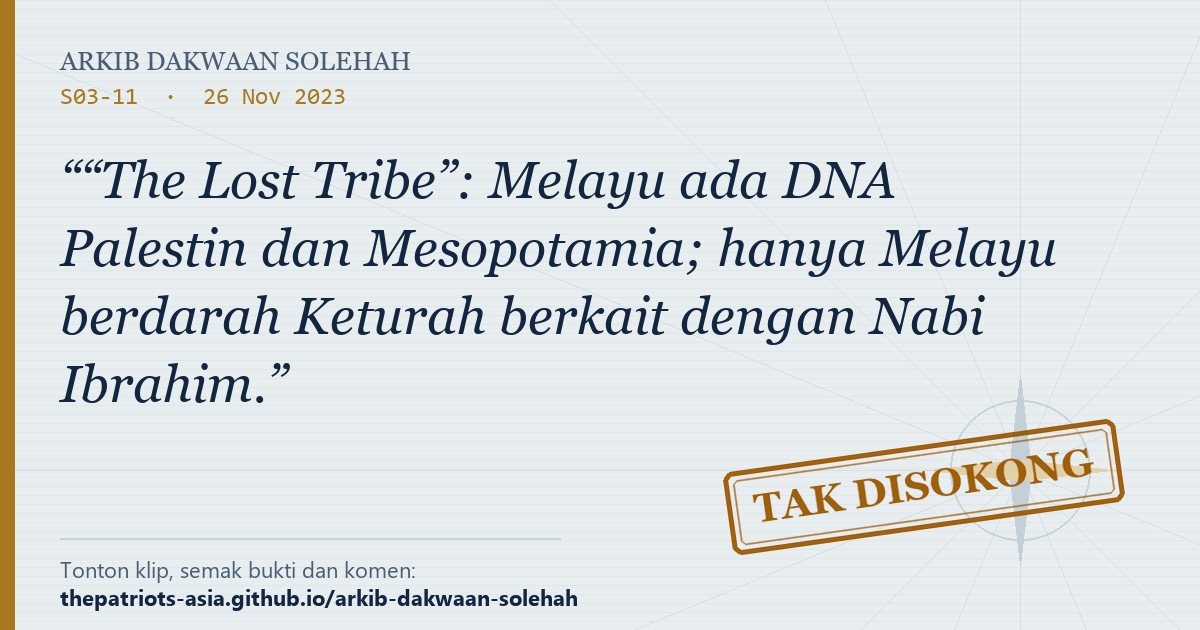 ARKIB DAKWAAN SOLEHAH
S03-11 · 26 Nov 2023
““The Lost Tribe”: Melayu ada DNA
Palestin dan Mesopotamia; hanya Melayu
berdarah Keturah berkait dengan Nabi
Ibrahim.”
TAK DISOKONG
Tonton klip, semak bukti dan komen:
thepatriots-asia.github.io/arkib-dakwaan-solehah